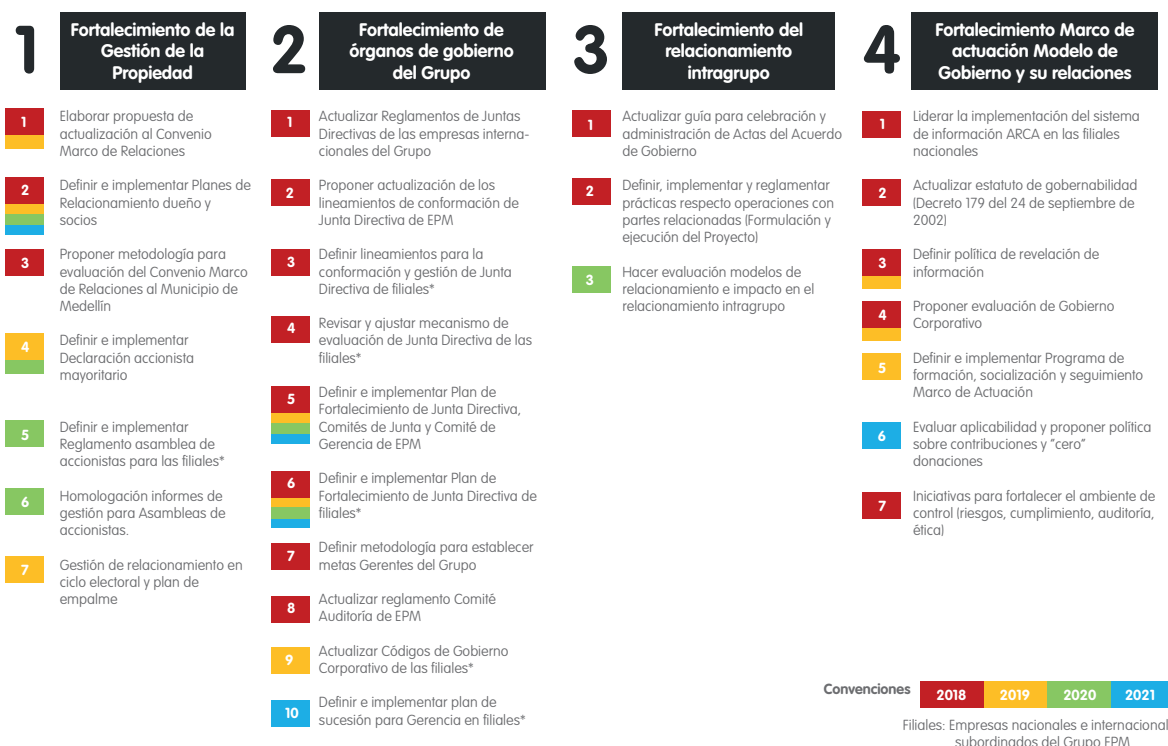 1
Fortalecimiento de la
Gestión de la
Propiedad
1
Elaborar propuesta de
actualización al Convenio
Marco de Relaciones
2
Definir e implementar Planes de
Relacionamiento dueño y
socios
3
Proponer metodología para
evaluación del Convenio Marco
de Relaciones al Municipio de
Medellín
4
Definir e implementar
Declaración accionista
mayoritario
5
Definir e implementar
Reglamento asamblea de
accionistas para las filiales*
6
Homologación informes de
gestión para Asambleas de
accionistas.
7
Gestión de relacionamiento en
ciclo electoral y plan de
empalme
2
Fortalecimiento de
órganos de gobierno
del Grupo
1
Actualizar Reglamentos de Juntas
Directivas de las empresas interna-
cionales del Grupo
2
Proponer actualización de los
lineamientos de conformación de
Junta Directiva de EPM
3
Definir lineamientos para la
conformación y gestión de Junta
Directiva de filiales*
4
Revisar y ajustar mecanismo de
evaluación de Junta Directiva de las
filiales*
5
Definir e implementar Plan de
Fortalecimiento de Junta Directiva,
Comités de Junta y Comité de
Gerencia de EPM
6
Definir e implementar Plan de
Fortalecimiento de Junta Directiva de
filiales*
7
Definir metodología para establecer
metas Gerentes del Grupo
8
Actualizar reglamento Comité
Auditoría de EPM
9
Actualizar Códigos de Gobierno
Corporativo de las filiales*
10
Definir e implementar plan de
sucesión para Gerencia en filiales*
3
Fortalecimiento del
relacionamiento
intragrupo
1
Actualizar guía para celebración y
administración de Actas del Acuerdo
de Gobierno
2
Definir, implementar y reglamentar
prácticas respecto operaciones con
partes relacionadas (Formulación y
ejecución del Proyecto)
3
Hacer evaluación modelos de
relacionamiento e impacto en el
relacionamiento intragrupo
4
Fortalecimiento Marco de
actuación Modelo de
Gobierno y su relaciones
1
Liderar la implementación del sistema
de información ARCA en las filiales
nacionales
2
Actualizar estatuto de gobernabilidad
(Decreto 179 del 24 de septiembre de
2002)
3
Definir política de revelación de
información
4
Proponer evaluación de Gobierno
Corporativo
5
Definir e implementar Programa de
formación, socialización y seguimiento
Marco de Actuación
6
Evaluar aplicabilidad y proponer política
sobre contribuciones y "cero"
donaciones
7
Iniciativas para fortalecer el ambiente de
control (riesgos, cumplimiento, auditoría,
ética)
Convenciones 2018 2019 2020 2021
Filiales: Empresas nacionales e internacional
subordinados del Grupo EPM